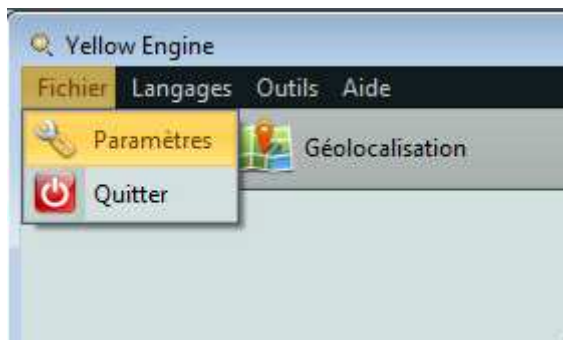 Yellow Engine
Fichier Langages Outils Aide
Paramètres Géolocalisation
Quitter